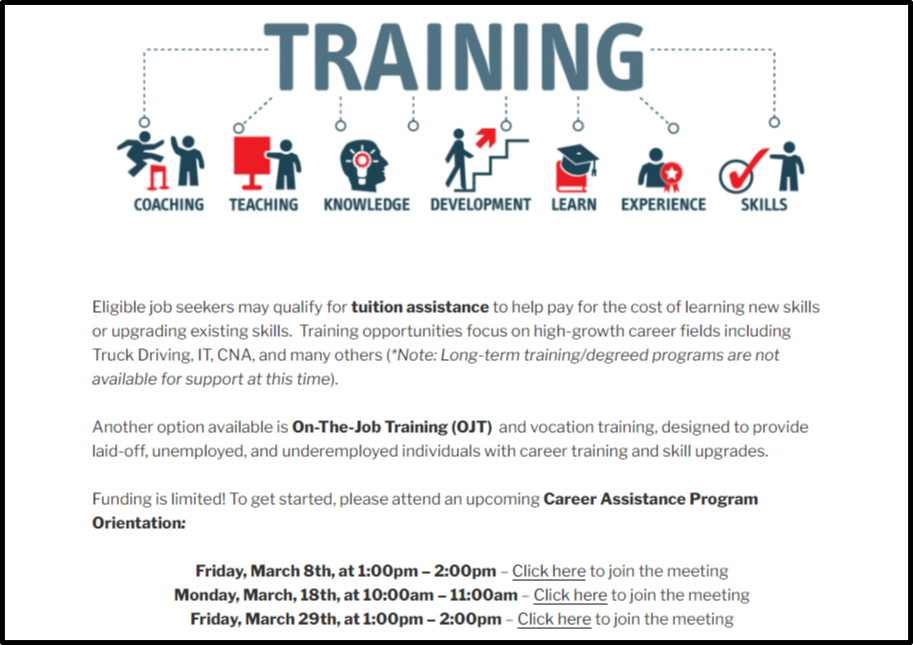 TRAINING
COACHING TEACHING KNOWLEDGE DEVELOPMENT LEARN EXPERIENCE SKILLS
Eligible job seekers may qualify for tuition assistance to help pay for the cost of learning new skills
or upgrading existing skills. Training opportunities focus on high-growth career fields including
Truck Driving, IT, CNA, and many others (*Note: Long-term training/degreed programs are not
available for support at this time).
Another option available is On-The-Job Training (OJT) and vocation training, designed to provide
laid-off, unemployed, and underemployed individuals with career training and skill upgrades.
Funding is limited! To get started, please attend an upcoming Career Assistance Program
Orientation:
Friday, March 8th, at 1:00pm – 2:00pm – Click here to join the meeting
Monday, March, 18th, at 10:00am – 11:00am – Click here to join the meeting
Friday, March 29th, at 1:00pm – 2:00pm – Click here to join the meeting